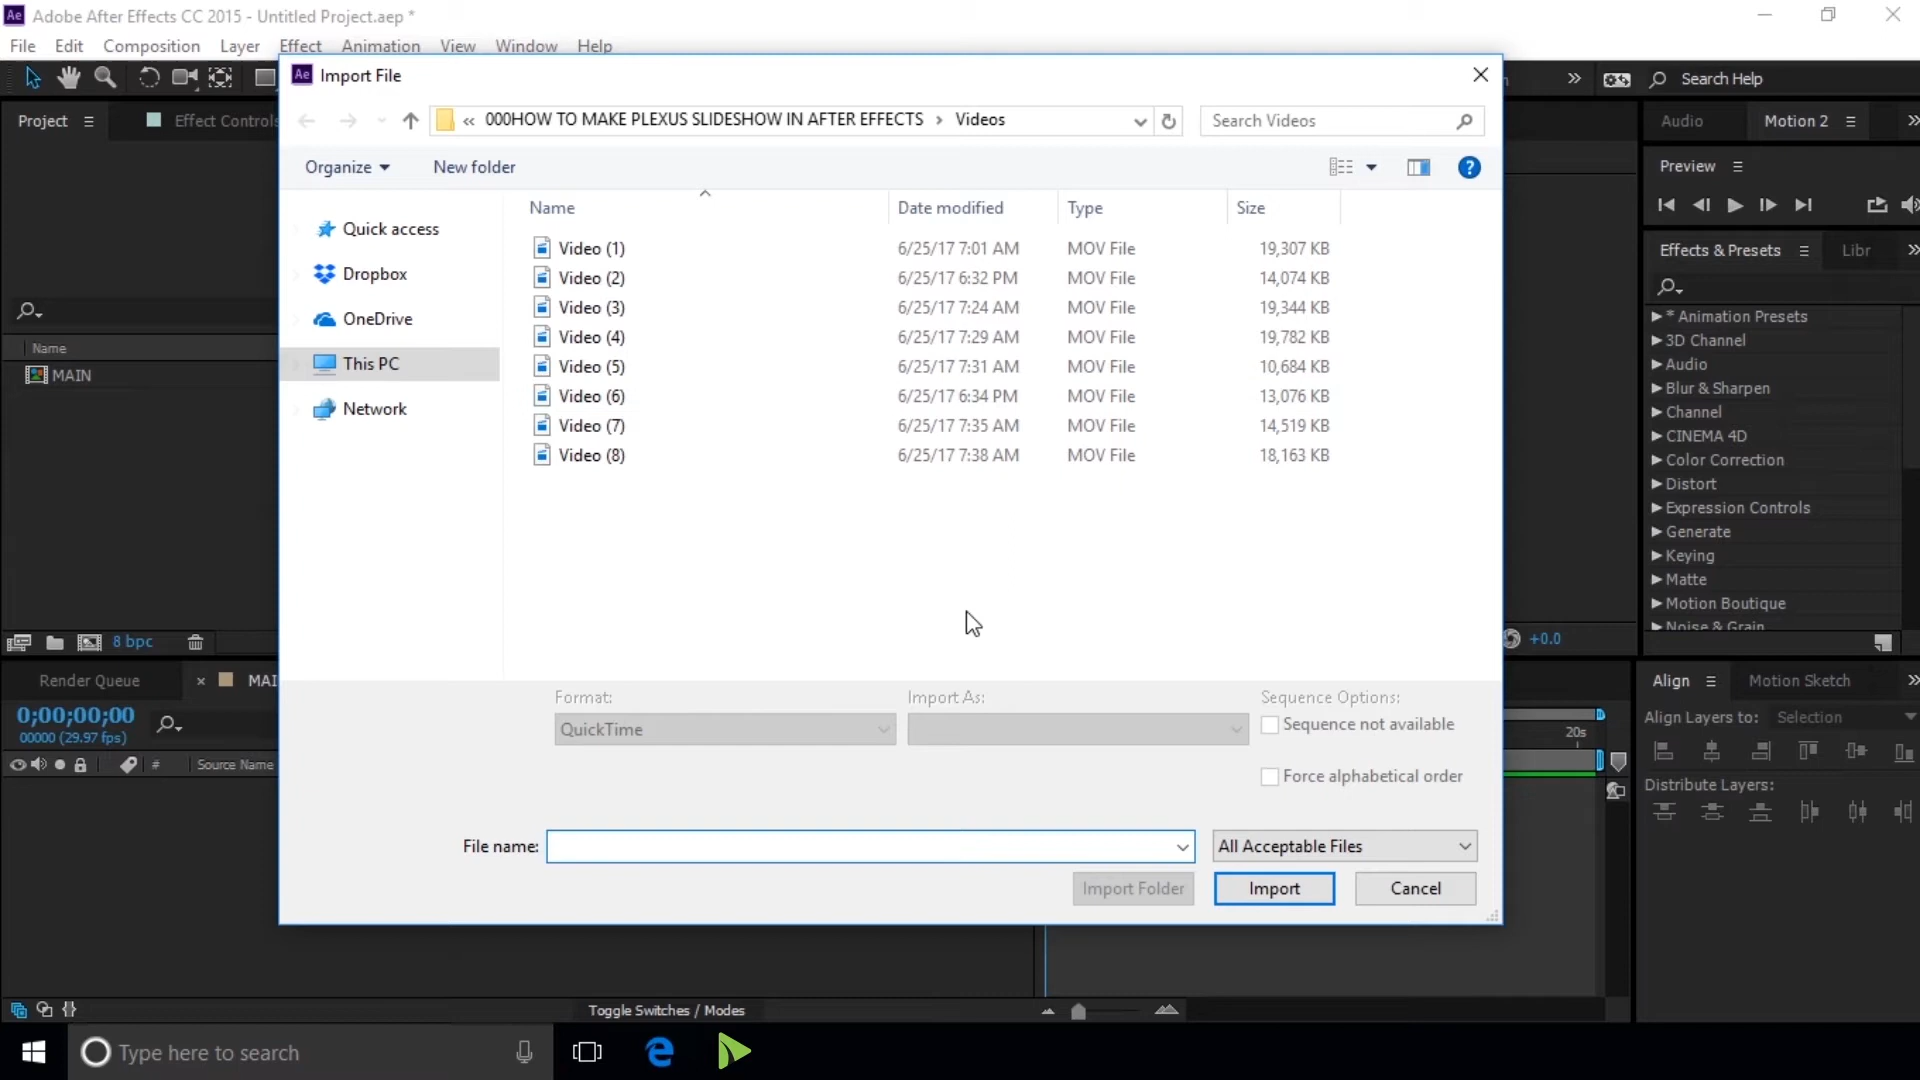 Ae Adobe After Effects CC 2015 - Untitled Project.aep *
File Edit Composition Layer Effect Animation View Window Help
Ae Import File
Search Help
Project
Effect Controls
« 000HOW TO MAKE PLEXUS SLIDESHOW IN AFTER EFFECTS › Videos
Search Videos
Audio
Motion 2
Organize
New folder
Preview
Name Date modified Type Size
Quick access
Dropbox
OneDrive
This PC
Network
Video (1) 6/25/17 7:01 AM MOV File 19,307 KB
Video (2) 6/25/17 6:32 PM MOV File 14,074 KB
Video (3) 6/25/17 7:24 AM MOV File 19,344 KB
Video (4) 6/25/17 7:29 AM MOV File 19,782 KB
Video (5) 6/25/17 7:31 AM MOV File 10,684 KB
Video (6) 6/25/17 6:34 PM MOV File 13,076 KB
Video (7) 6/25/17 7:35 AM MOV File 14,519 KB
Video (8) 6/25/17 7:38 AM MOV File 18,163 KB
Effects & Presets
Libr
* Animation Presets
3D Channel
Audio
Blur & Sharpen
Channel
CINEMA 4D
Color Correction
Distort
Expression Controls
Generate
Keying
Matte
Motion Boutique
Noise & Grain
Name
MAIN
8 bpc
+0.0
Render Queue
MAI
0;00;00;00
00000 (29.97 fps)
# Source Name
Format:
QuickTime
Import As:
Sequence Options:
Sequence not available
Force alphabetical order
File name:
All Acceptable Files
Import Folder
Import
Cancel
20s
Align
Motion Sketch
Align Layers to: Selection
Distribute Layers:
Toggle Switches / Modes
Type here to search